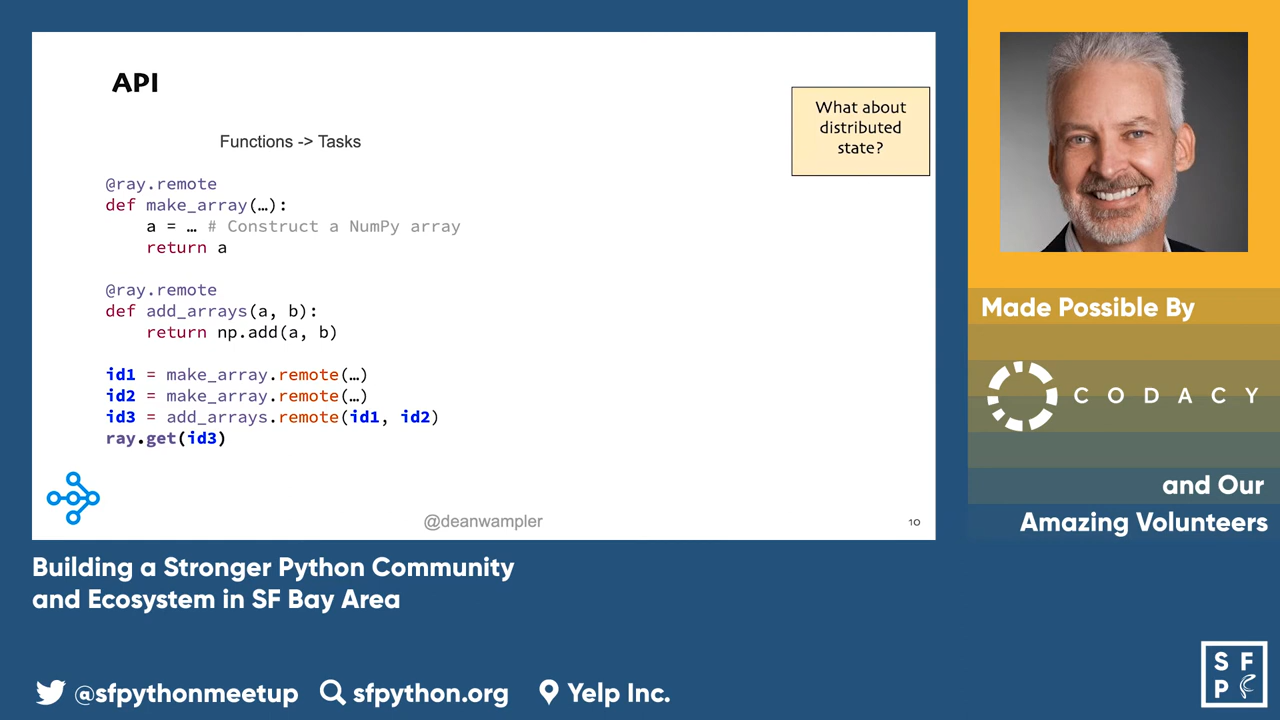 API
What about
distributed
state?
Functions -> Tasks
@ray.remote
def make_array(…):
    a = … # Construct a NumPy array
    return a
@ray.remote
def add_arrays(a, b):
    return np.add(a, b)
id1 = make_array.remote(…)
id2 = make_array.remote(…)
id3 = add_arrays.remote(id1, id2)
ray.get(id3)
@deanwampler
10
Made Possible By
CODACY
and Our
Amazing Volunteers
Building a Stronger Python Community
and Ecosystem in SF Bay Area
@sfpythonmeetup
sfpython.org
Yelp Inc.
S F
P